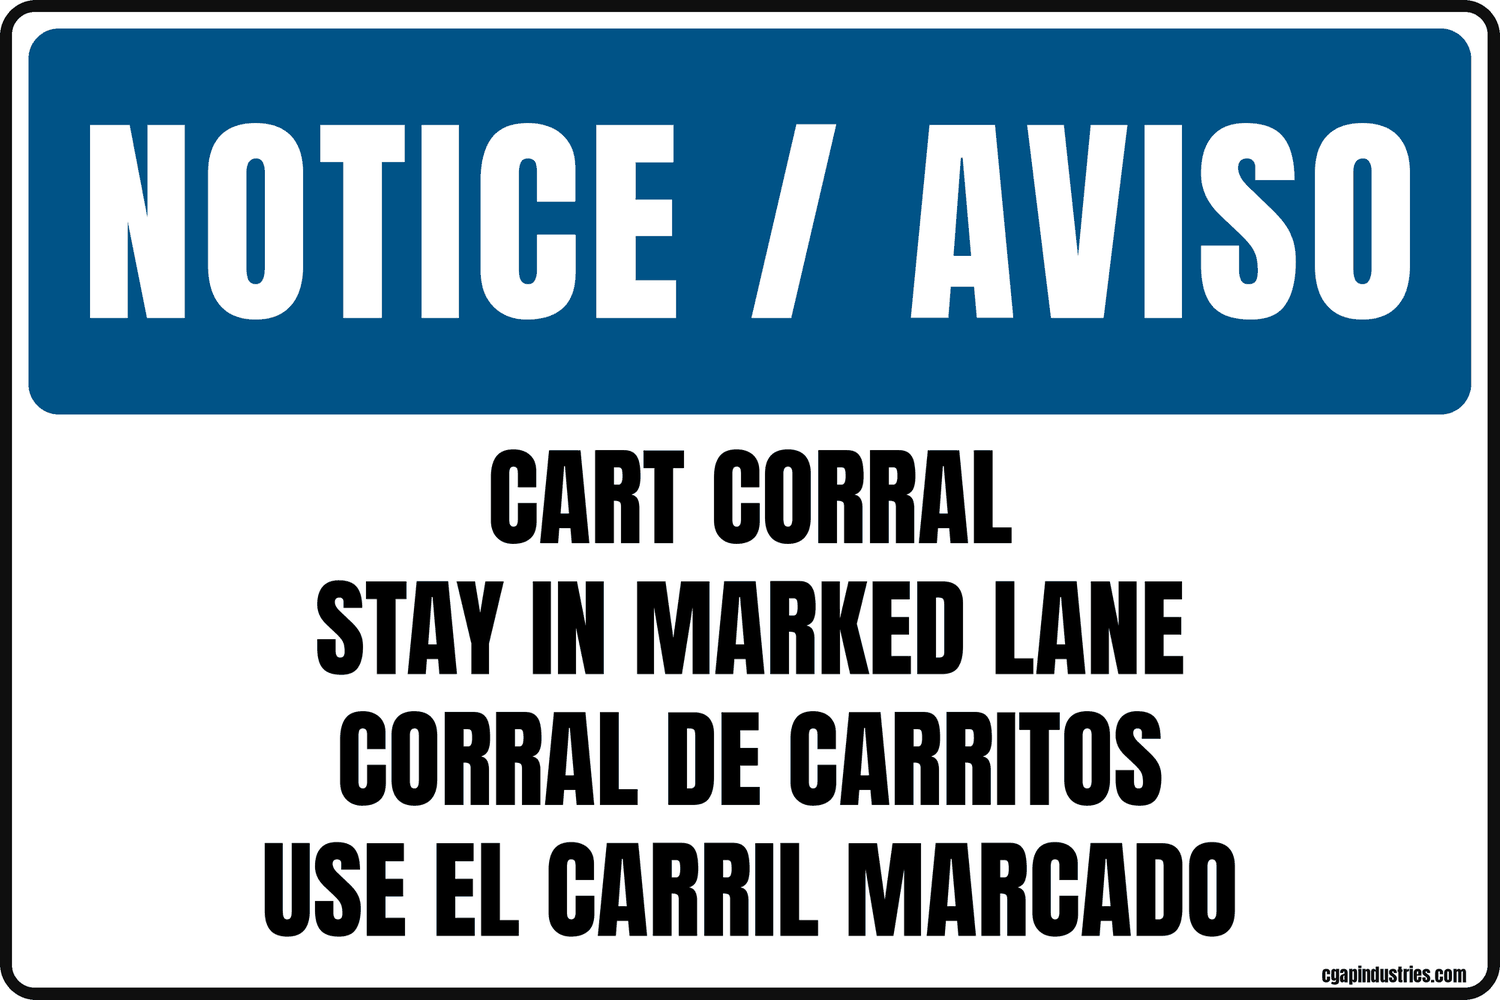 NOTICE / AVISO
CART CORRAL
STAY IN MARKED LANE
CORRAL DE CARRITOS
USE EL CARRIL MARCADO
cgapindustries.com